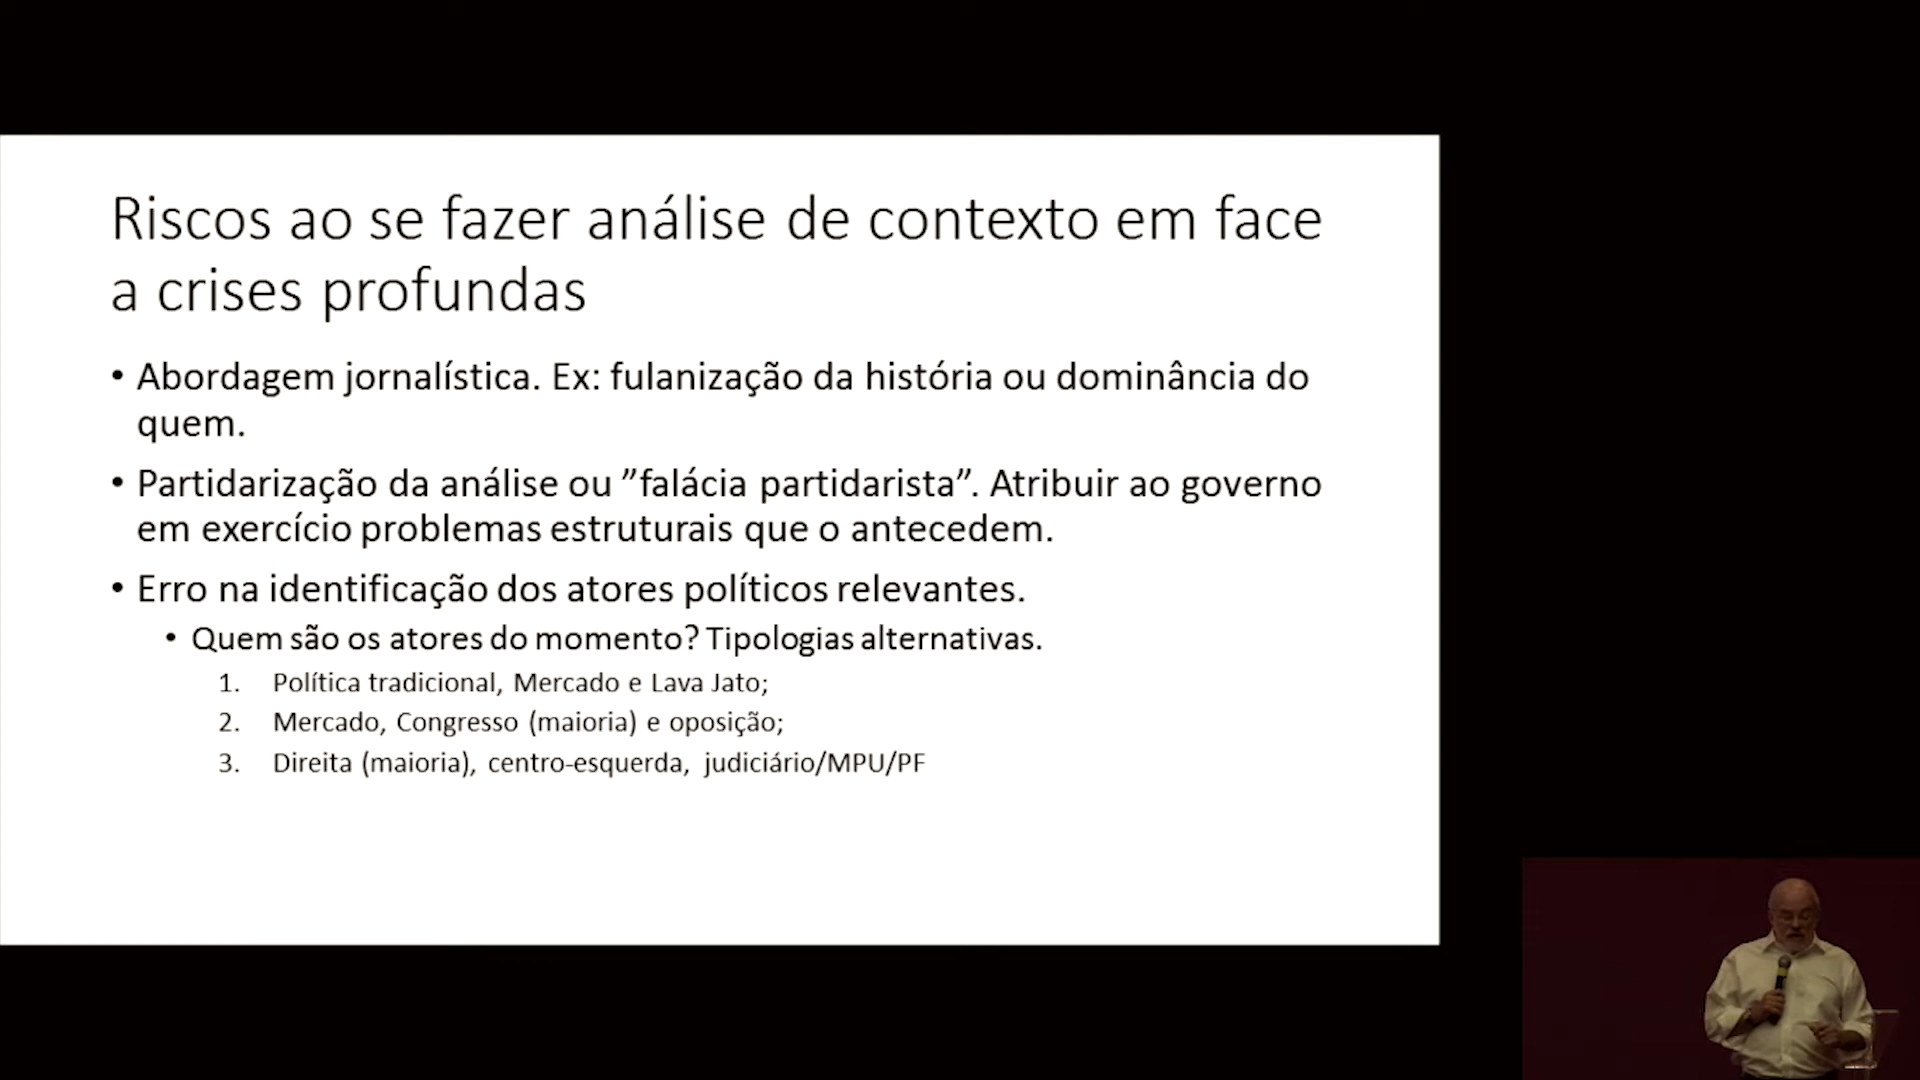 Riscos ao se fazer análise de contexto em face
a crises profundas
• Abordagem jornalística. Ex: fulanização da história ou dominância do
quem.
• Partidarização da análise ou ”falácia partidarista”. Atribuir ao governo
em exercício problemas estruturais que o antecedem.
• Erro na identificação dos atores políticos relevantes.
• Quem são os atores do momento? Tipologias alternativas.
1. Política tradicional, Mercado e Lava Jato;
2. Mercado, Congresso (maioria) e oposição;
3. Direita (maioria), centro-esquerda, judiciário/MPU/PF